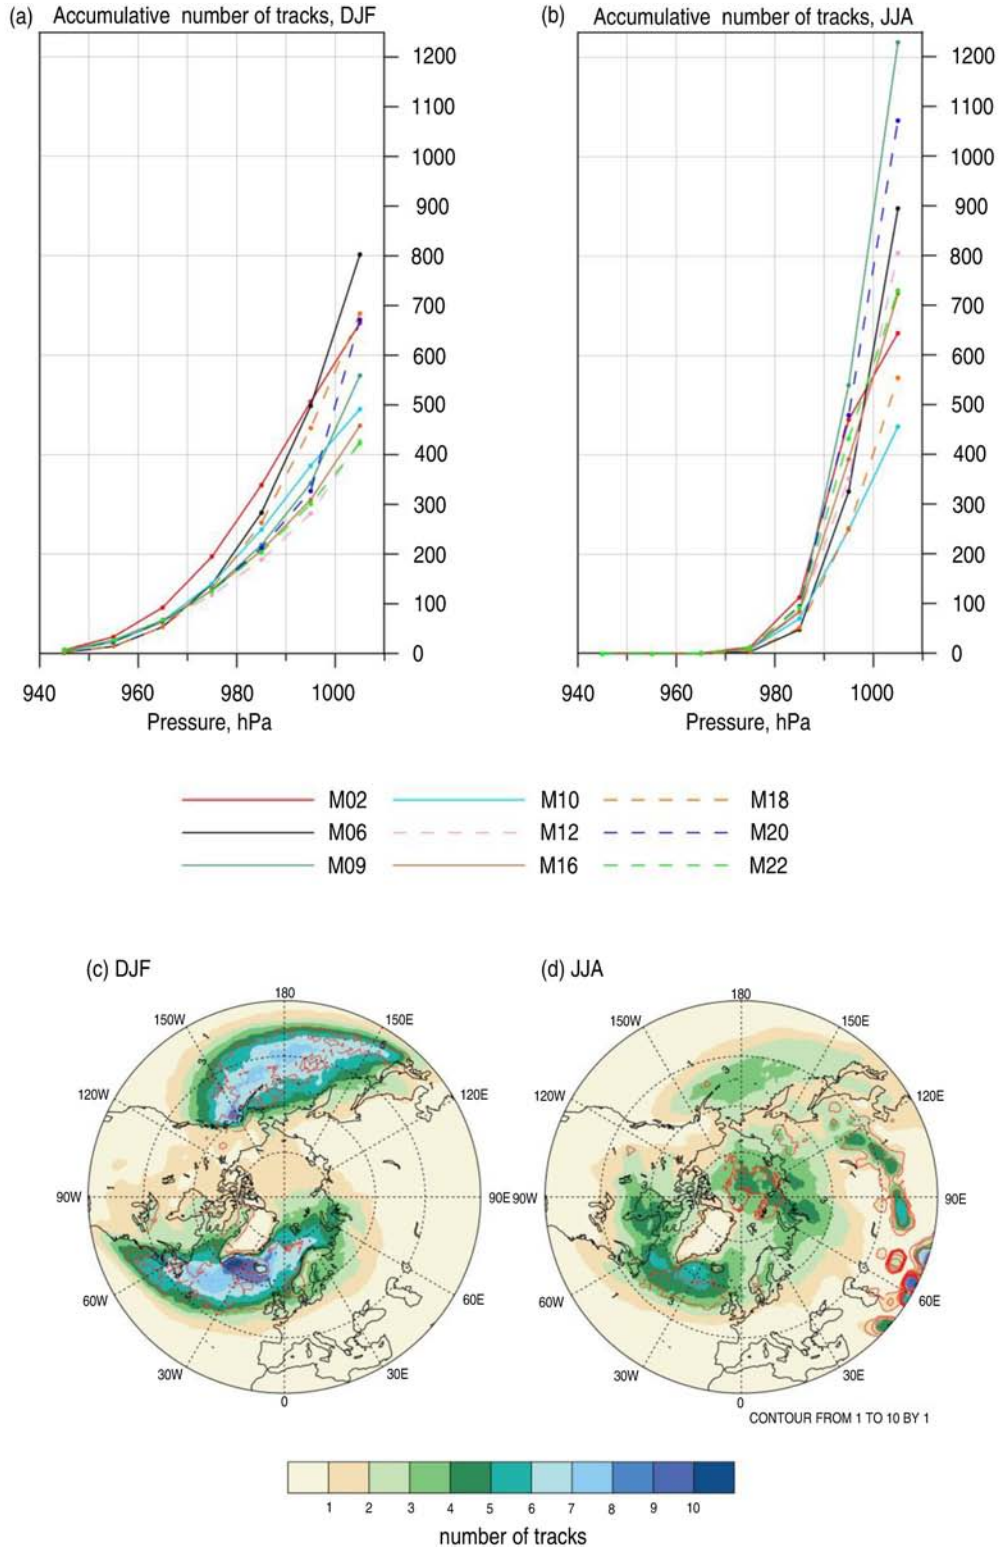 (a) Accumulative number of tracks, DJF
1200
1100
1000
900
800
700
600
500
400
300
200
100
0
940 960 980 1000
Pressure, hPa
(b) Accumulative number of tracks, JJA
1200
1100
1000
900
800
700
600
500
400
300
200
100
0
940 960 980 1000
Pressure, hPa
M02 M10 M18
M06 M12 M20
M09 M16 M22
(c) DJF
180
150W 150E
120W 120E
90W 90E
60W 60E
30W 30E
0
(d) JJA
180
150W 150E
120W 120E
90W 90E
60W 60E
30W 30E
0
CONTOUR FROM 1 TO 10 BY 1
1 2 3 4 5 6 7 8 9 10
number of tracks